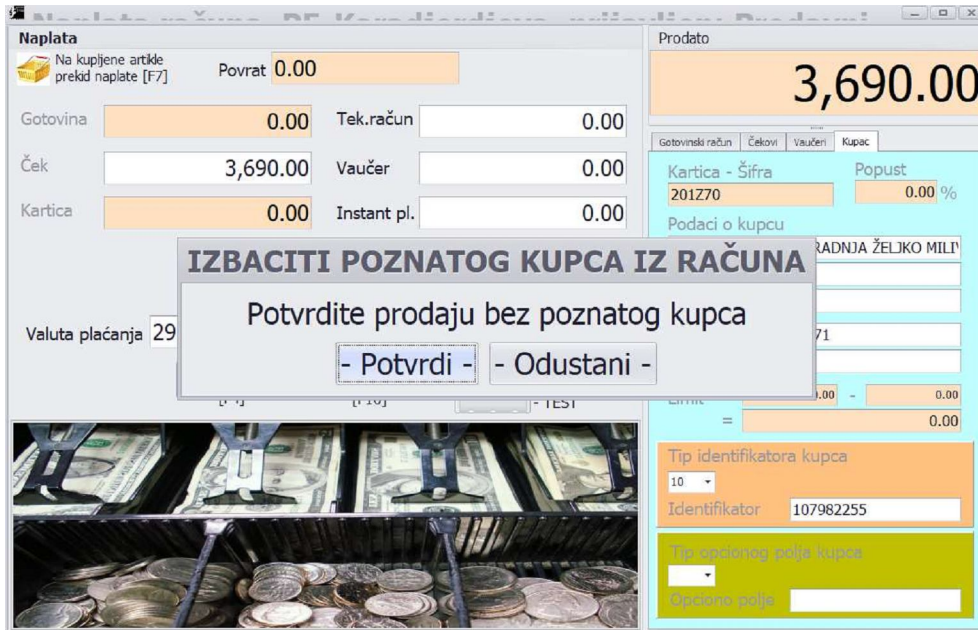 Naplata
Na kupljene artikle
prekid naplate [F7]
Povrat 0.00
Gotovina 0.00 Tek.račun 0.00
Ček 3,690.00 Vaučer 0.00
Kartica 0.00 Instant pl. 0.00
Valuta plaćanja 29
- TEST
Prodato
3,690.00
Gotovinski račun Čekovi Vaučeri Kupac
Kartica - Šifra Popust
201Z70 0.00 %
Podaci o kupcu
RADNJA ŽELJKO MILI
71
Limit .00 - 0.00
= 0.00
Tip identifikatora kupca
10
Identifikator 107982255
Tip opcionog polja kupca
Opciono polje
IZBACITI POZNATOG KUPCA IZ RAČUNA
Potvrdite prodaju bez poznatog kupca
- Potvrdi - - Odustani -